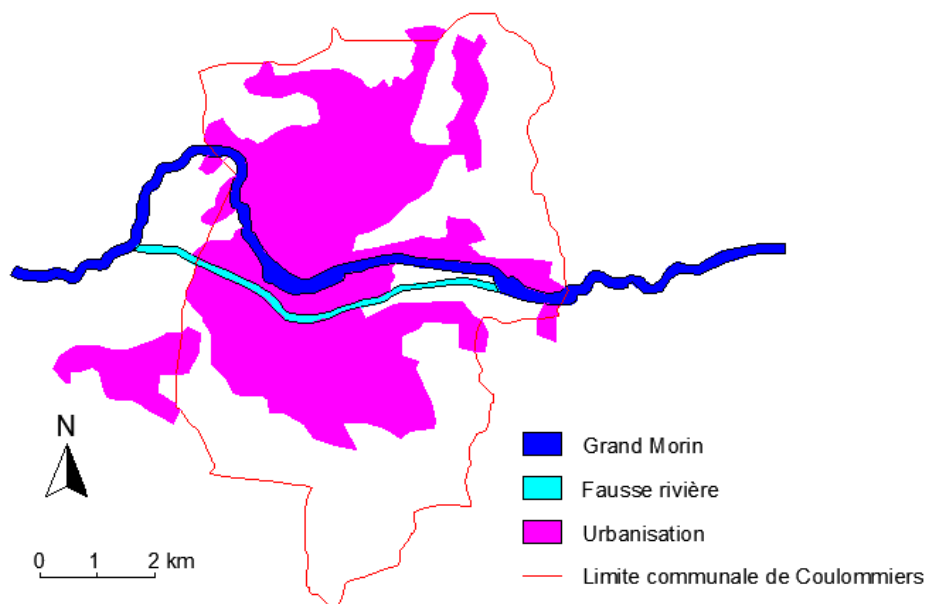 N
0 1 2 km
Grand Morin
Fausse rivière
Urbanisation
Limite communale de Coulommiers